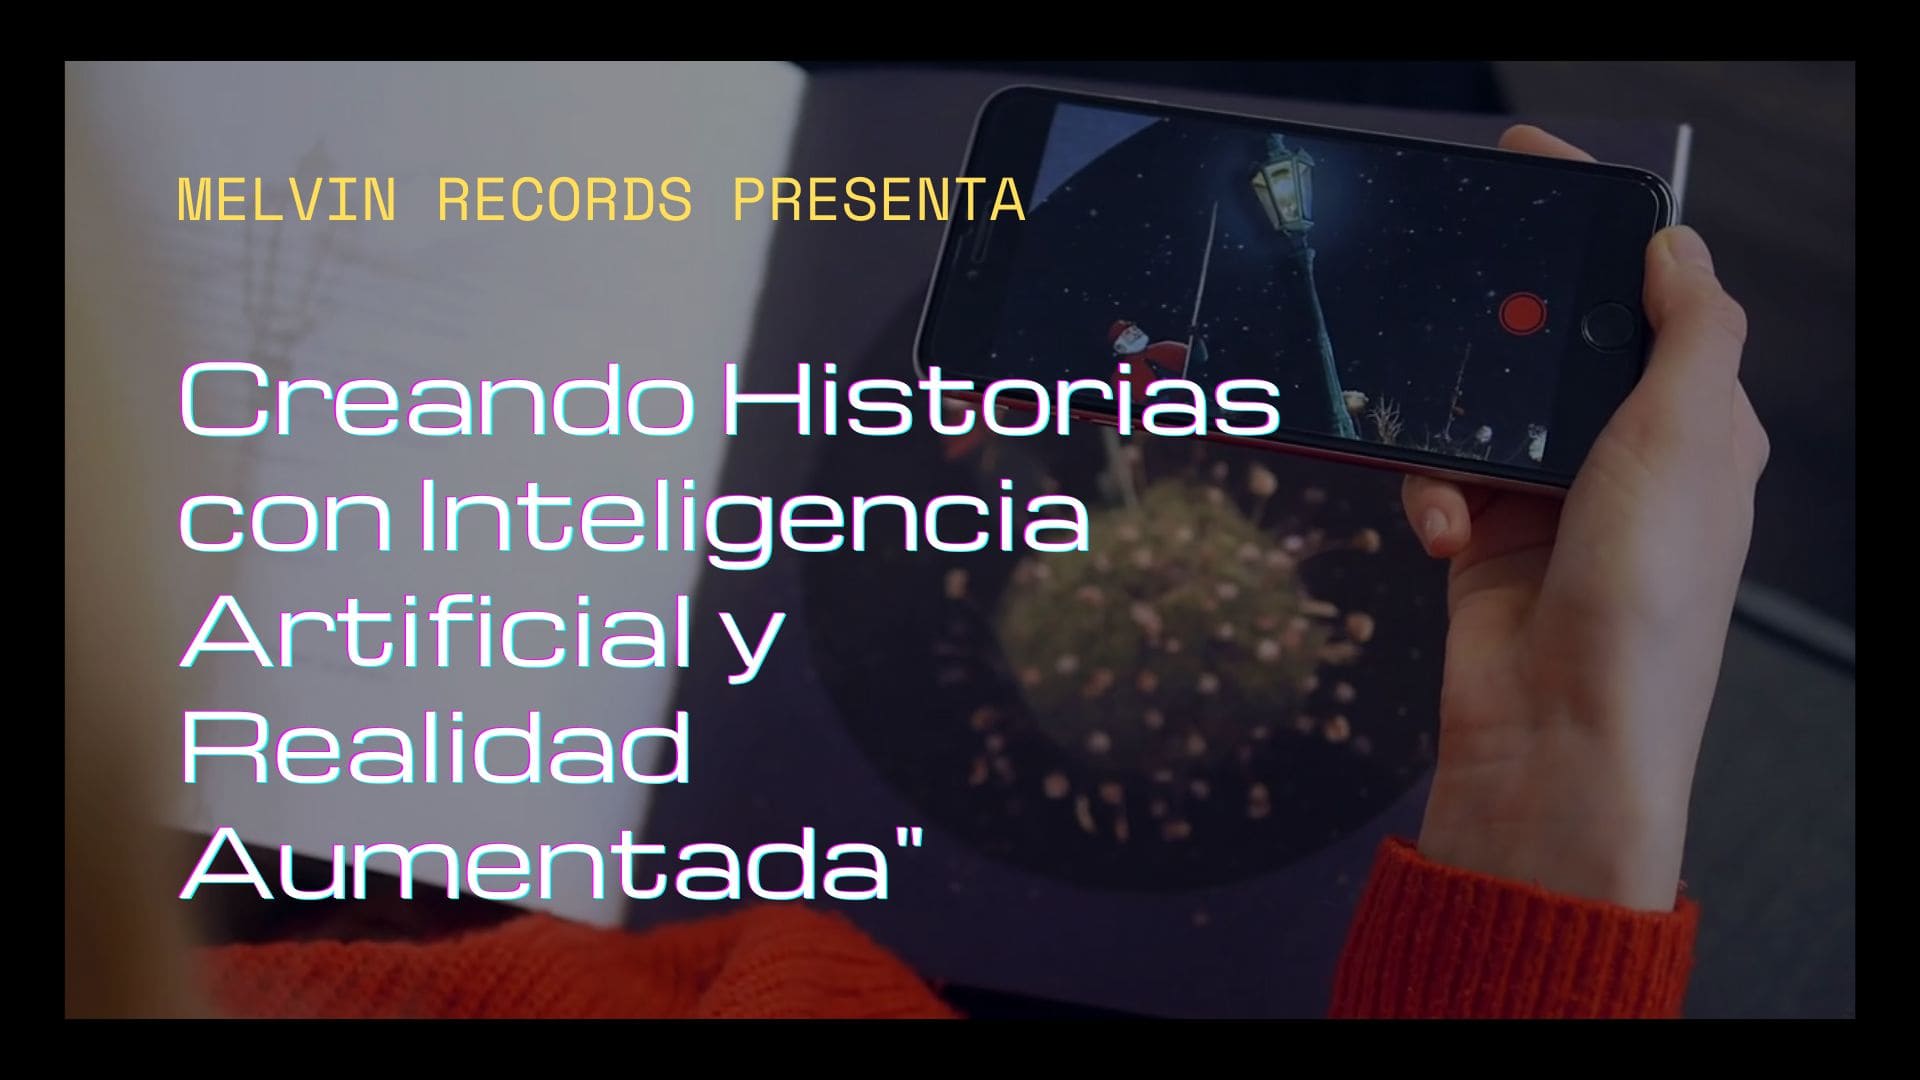 MELVIN RECORDS PRESENTA
Creando Historias
con Inteligencia
Artificial y
Realidad
Aumentada"